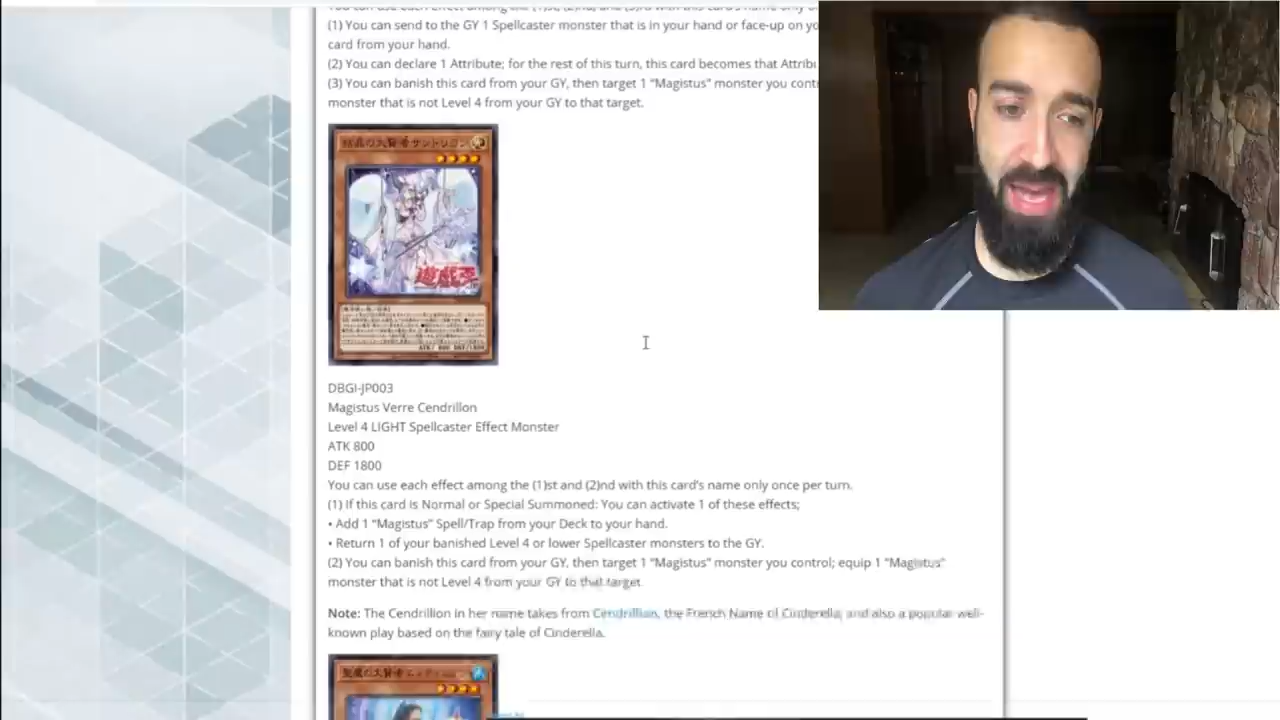 (1) You can send to the GY 1 Spellcaster monster that is in your hand or face-up on
card from your hand.
(2) You can declare 1 Attribute; for the rest of this turn, this card becomes that
(3) You can banish this card from your GY, then target 1 "Magistus" monster you
monster that is not Level 4 from your GY to that target.
遊戯王
DBGI-JP003
Magistus Verre Cendrillon
Level 4 LIGHT Spellcaster Effect Monster
ATK 800
DEF 1800
You can use each effect among the (1)st and (2)nd with this card's name only once per turn.
(1) If this card is Normal or Special Summoned: You can activate 1 of these effects;
• Add 1 "Magistus" Spell/Trap from your Deck to your hand.
• Return 1 of your banished Level 4 or lower Spellcaster monsters to the GY.
(2) You can banish this card from your GY, then target 1 "Magistus" monster you control; equip 1 "Magistus"
monster that is not Level 4 from your GY to that target
Note: The Cendrillion in her name takes from Cendrillian, the French Name of Cinderella, and also a popular well-
known play based on the fairy tale of Cinderella.